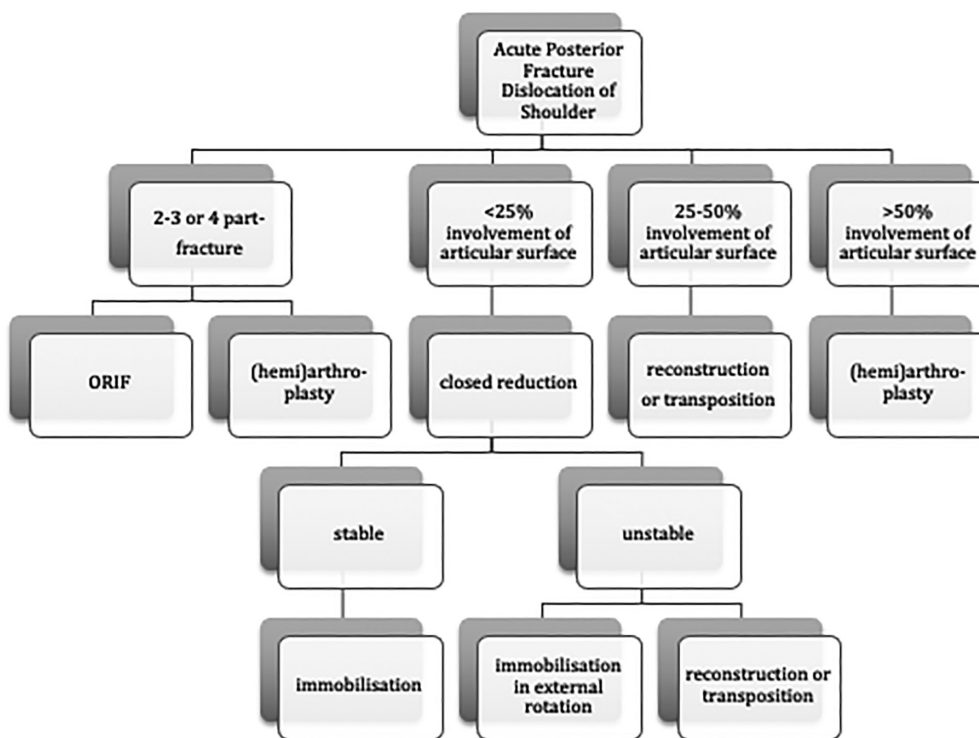 Acute Posterior
Fracture
Dislocation of
Shoulder
2-3 or 4 part-
fracture
<25%
involvement of
articular surface
25-50%
involvement of
articular surface
>50%
involvement of
articular surface
ORIF
(hemi)arthro-
plasty
closed reduction
reconstruction
or transposition
(hemi)arthro-
plasty
stable
unstable
immobilisation
immobilisation
in external
rotation
reconstruction or
transposition